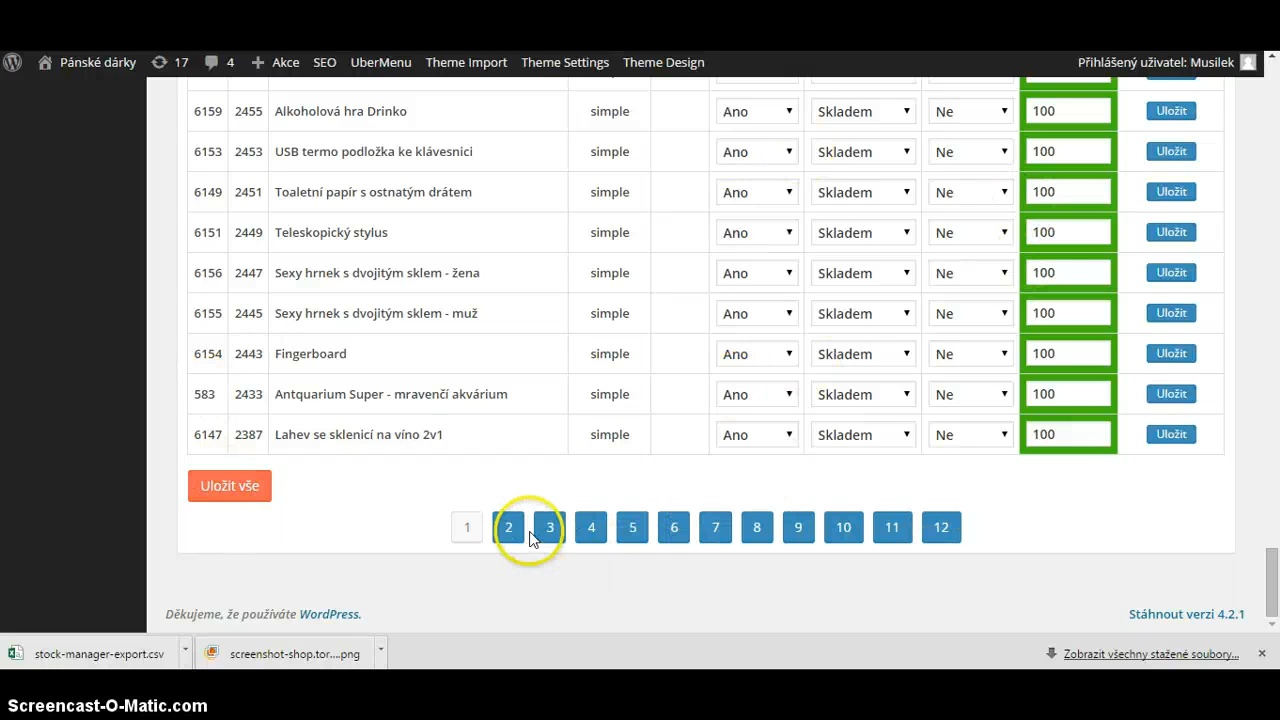 Pánské dárky 17 4 Akce SEO UberMenu Theme Import Theme Settings Theme Design Přihlášený uživatel: Musilek
6159 2455 Alkoholová hra Drinko simple Ano Skladem Ne 100 Uložit
6153 2453 USB termo podložka ke klávesnici simple Ano Skladem Ne 100 Uložit
6149 2451 Toaletní papír s ostnatým drátem simple Ano Skladem Ne 100 Uložit
6151 2449 Teleskopický stylus simple Ano Skladem Ne 100 Uložit
6156 2447 Sexy hrnek s dvojitým sklem - žena simple Ano Skladem Ne 100 Uložit
6155 2445 Sexy hrnek s dvojitým sklem - muž simple Ano Skladem Ne 100 Uložit
6154 2443 Fingerboard simple Ano Skladem Ne 100 Uložit
583 2433 Antquarium Super - mravenčí akvárium simple Ano Skladem Ne 100 Uložit
6147 2387 Lahev se sklenicí na víno 2v1 simple Ano Skladem Ne 100 Uložit
Uložit vše
1 2 3 4 5 6 7 8 9 10 11 12
Děkujeme, že používáte WordPress. Stáhnout verzi 4.2.1
stock-manager-export.csv screenshot-shop.tor....png Zobrazit všechny stažené soubory...
Screencast-O-Matic.com